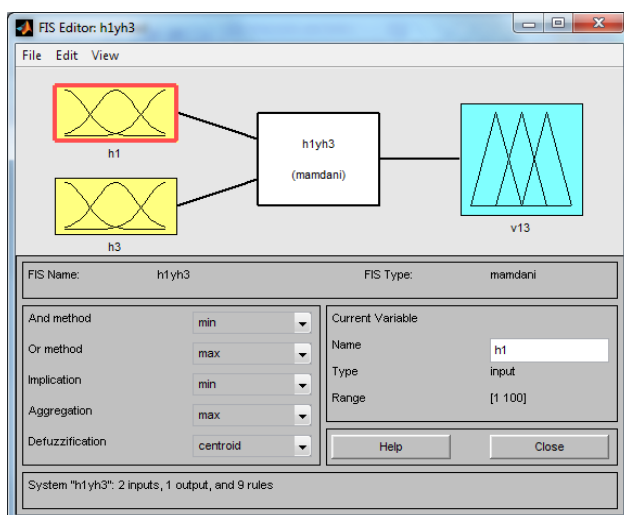 FIS Editor: h1yh3
File Edit View
h1
h1yh3
(mamdani)
h3
v13
FIS Name: h1yh3 FIS Type: mamdani
And method min
Or method max
Implication min
Aggregation max
Defuzzification centroid
Current Variable
Name h1
Type input
Range [1 100]
Help Close
System "h1yh3": 2 inputs, 1 output, and 9 rules